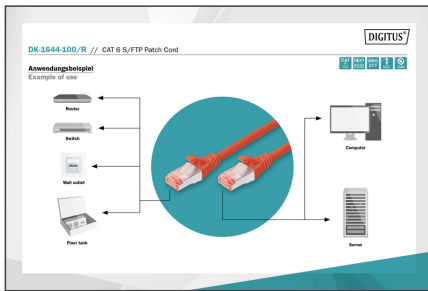 DIGITUS®
DK-1644-100/R // CAT 6 S/FTP Patch Cord
Anwendungsbeispiel
Example of use
Router
Switch
Wall outlet
Floor tank
Computer
Server